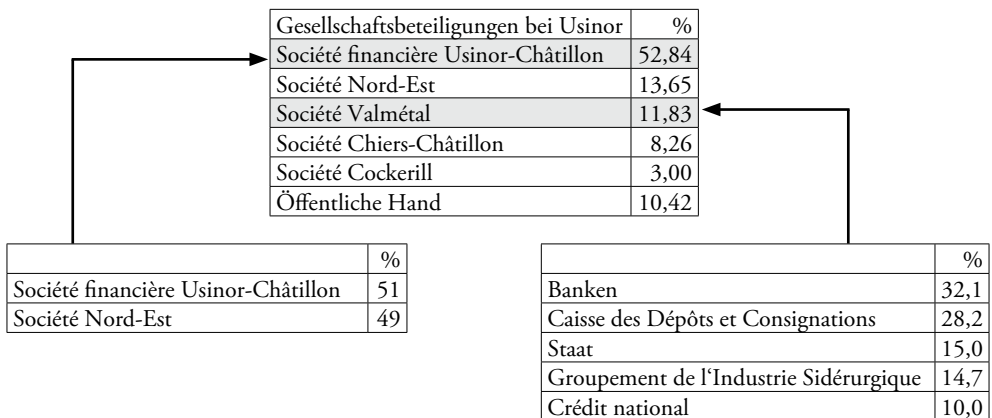 Gesellschaftsbeteiligungen bei Usinor %
Société financière Usinor-Châtillon 52,84
Société Nord-Est 13,65
Société Valmétal 11,83
Société Chiers-Châtillon 8,26
Société Cockerill 3,00
Öffentliche Hand 10,42
%
Société financière Usinor-Châtillon 51
Société Nord-Est 49
%
Banken 32,1
Caisse des Dépôts et Consignations 28,2
Staat 15,0
Groupement de l‘Industrie Sidérurgique 14,7
Crédit national 10,0